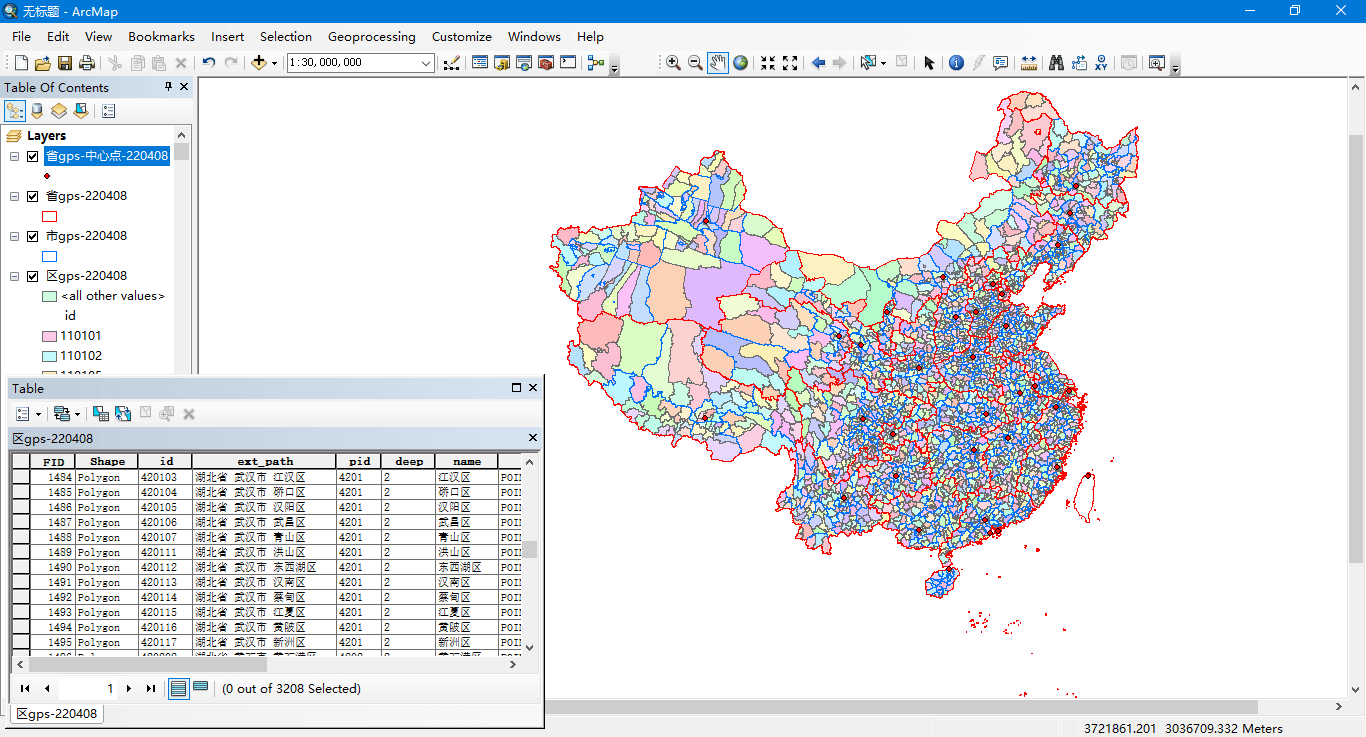 无标题 - ArcMap
File Edit View Bookmarks Insert Selection Geoprocessing Customize Windows Help
1:30,000,000
Table Of Contents
Layers
省gps-中心点-220408
省gps-220408
市gps-220408
区gps-220408
<all other values>
id
110101
110102
Table
区gps-220408
FID Shape id ext_path pid deep name
1484 Polygon 420103 湖北省 武汉市 江汉区 4201 2 江汉区 POI
1485 Polygon 420104 湖北省 武汉市 硚口区 4201 2 硚口区 POI
1486 Polygon 420105 湖北省 武汉市 汉阳区 4201 2 汉阳区 POI
1487 Polygon 420106 湖北省 武汉市 武昌区 4201 2 武昌区 POI
1488 Polygon 420107 湖北省 武汉市 青山区 4201 2 青山区 POI
1489 Polygon 420111 湖北省 武汉市 洪山区 4201 2 洪山区 POI
1490 Polygon 420112 湖北省 武汉市 东西湖区 4201 2 东西湖区 POI
1491 Polygon 420113 湖北省 武汉市 汉南区 4201 2 汉南区 POI
1492 Polygon 420114 湖北省 武汉市 蔡甸区 4201 2 蔡甸区 POI
1493 Polygon 420115 湖北省 武汉市 江夏区 4201 2 江夏区 POI
1494 Polygon 420116 湖北省 武汉市 黄陂区 4201 2 黄陂区 POI
1495 Polygon 420117 湖北省 武汉市 新洲区 4201 2 新洲区 POI
1 (0 out of 3208 Selected)
区gps-220408
3721861.201 3036709.332 Meters